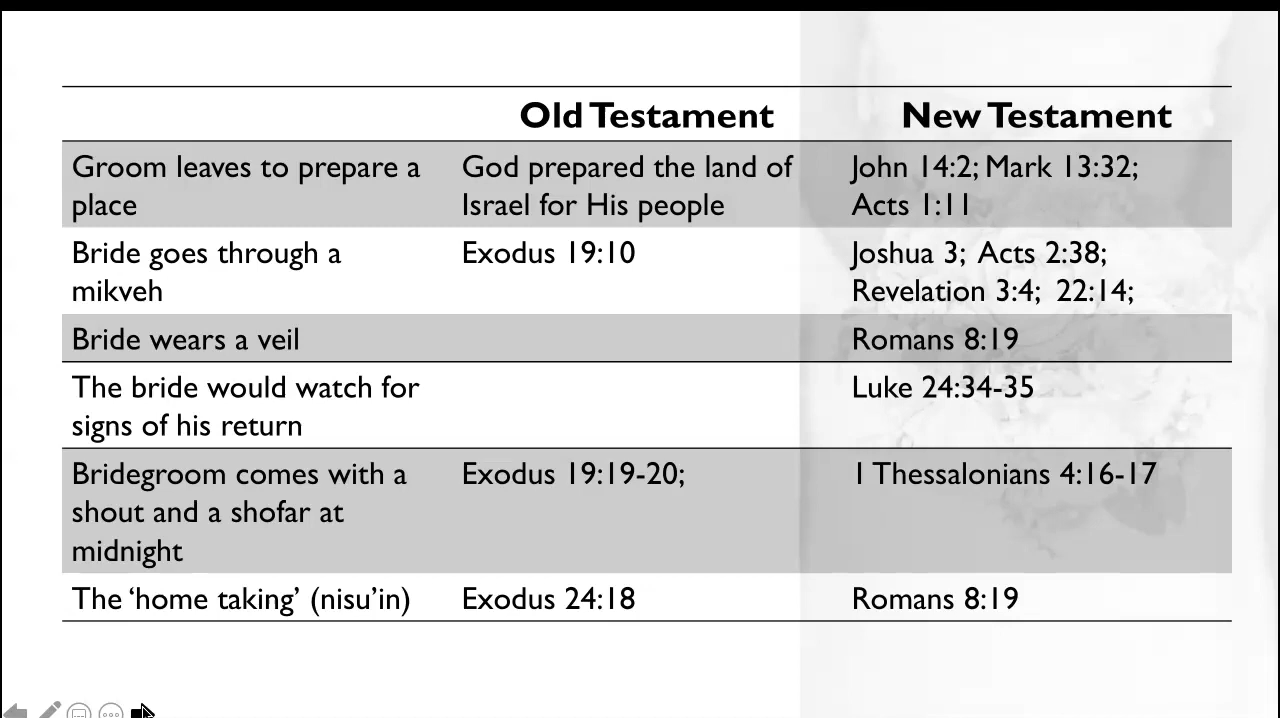 Old Testament New Testament
Groom leaves to prepare a God prepared the land of John 14:2; Mark 13:32;
place Israel for His people Acts 1:11
Bride goes through a Exodus 19:10 Joshua 3; Acts 2:38;
mikveh Revelation 3:4; 22:14;
Bride wears a veil Romans 8:19
The bride would watch for Luke 24:34-35
signs of his return
Bridegroom comes with a Exodus 19:19-20; 1 Thessalonians 4:16-17
shout and a shofar at
midnight
The ‘home taking’ (nisu’in) Exodus 24:18 Romans 8:19